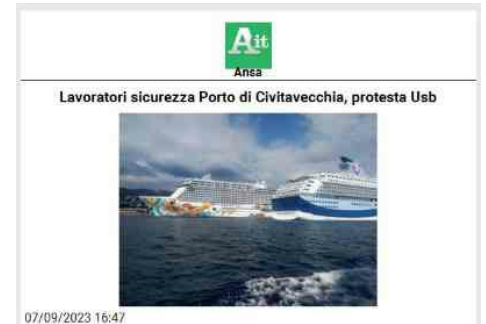 Ait
Ansa
Lavoratori sicurezza Porto di Civitavecchia, protesta Usb
07/09/2023 16:47